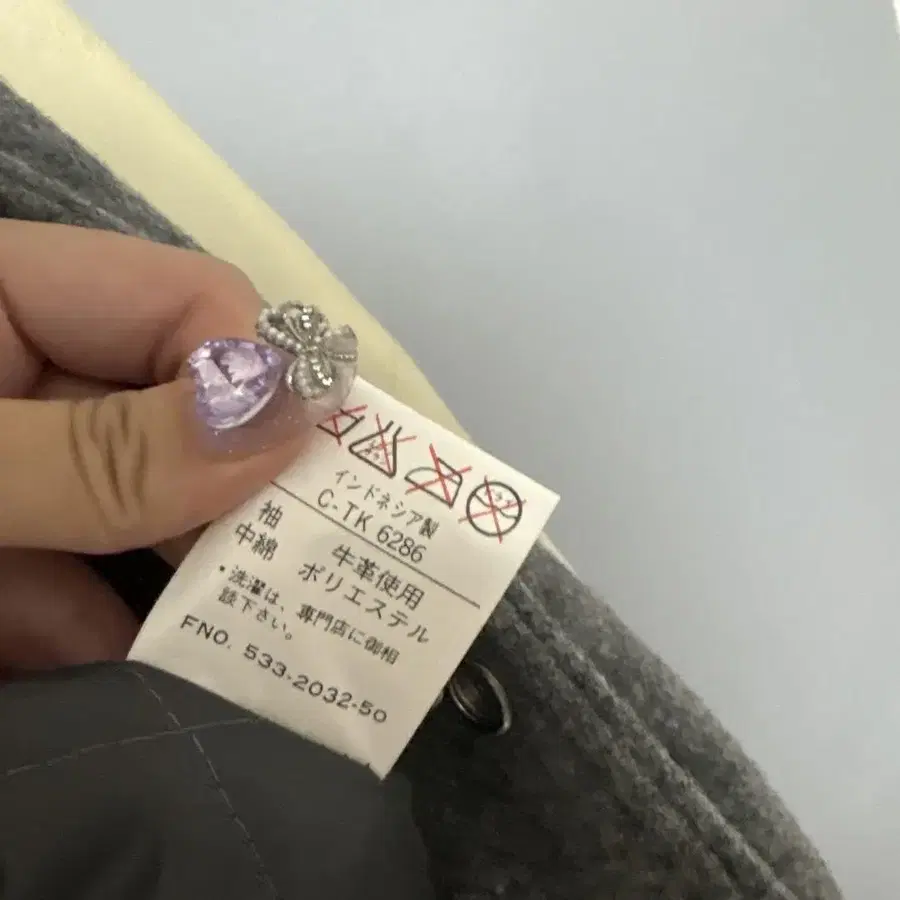 インドネシア製
C-TK 6286
袖 牛革使用
中綿 ポリエステル
・洗濯は、専門店に御相
談下さい。
FNO. 533-2032-50